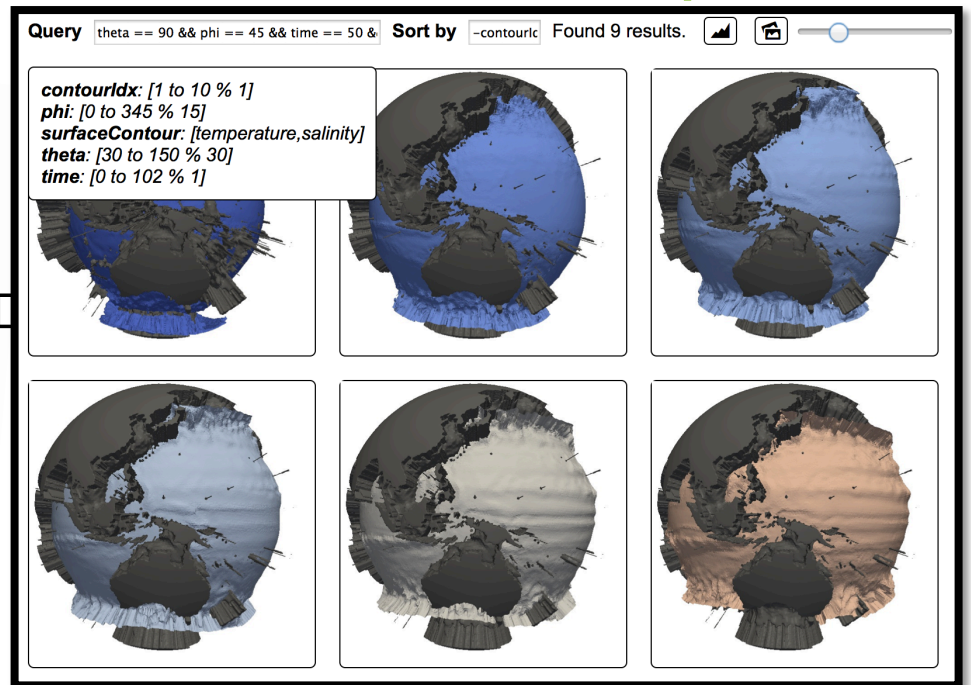 Query theta == 90 && phi == 45 && time == 50 & Sort by -contourI Found 9 results.
contourIdx: [1 to 10 % 1]
phi: [0 to 345 % 15]
surfaceContour: [temperature,salinity]
theta: [30 to 150 % 30]
time: [0 to 102 % 1]